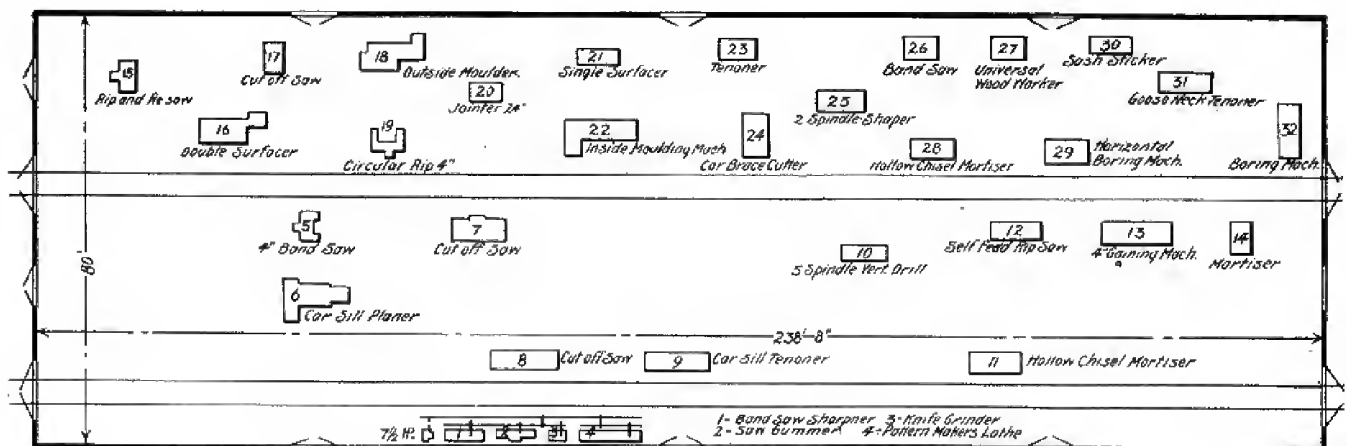 15
Rip and Resaw
17
Cut off Saw
18
Outside Moulder.
20
Jointer 24"
21
Single Surfacer
23
Tenoner
26
Band Saw
27
Universal
Wood Worker
30
Sash Sticker
31
Goose Neck Tenoner
25
2 Spindle Shaper
16
Double Surfacer
19
Circular Rip 4"
22
Inside Moulding Mach
24
Car Brace Cutter
28
Hollow Chisel Mortiser
29
Horizontal
Boring Mach.
32
Boring Mach.
80'
5
4" Band Saw
7
Cut off Saw
12
Self Feed Rip Saw
13
4" Gaining Mach.
14
Mortiser
10
5 Spindle Vert. Drill
6
Car Sill Planer
238'-8"
8
Cut off Saw
9
Car Sill Tenoner
11
Hollow Chisel Mortiser
7½ H.
1
2
3
4
1- Band Saw Sharpner 3- Knife Grinder
2- Saw Gummer 4- Pattern Makers Lathe